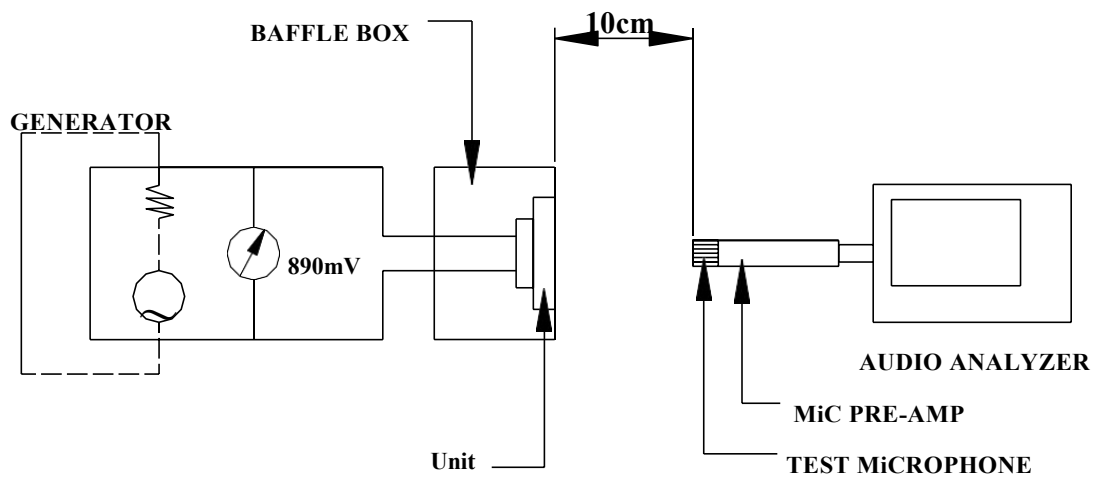 10cm
BAFFLE BOX
GENERATOR
890mV
AUDIO ANALYZER
MiC PRE-AMP
Unit
TEST MiCROPHONE